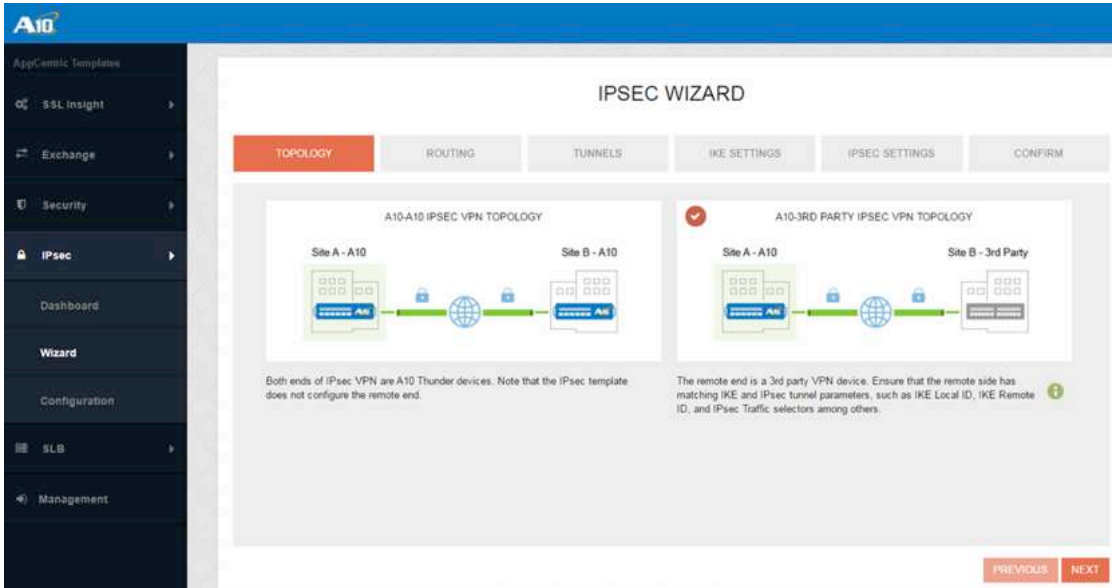 A10
AppCentric Templates
SSL Insight
Exchange
Security
IPsec
Dashboard
Wizard
Configuration
SLB
Management
IPSEC WIZARD
TOPOLOGY ROUTING TUNNELS IKE SETTINGS IPSEC SETTINGS CONFIRM
A10-A10 IPSEC VPN TOPOLOGY
Site A - A10 Site B - A10
Both ends of IPsec VPN are A10 Thunder devices. Note that the IPsec template
does not configure the remote end.
A10-3RD PARTY IPSEC VPN TOPOLOGY
Site A - A10 Site B - 3rd Party
The remote end is a 3rd party VPN device. Ensure that the remote side has
matching IKE and IPsec tunnel parameters, such as IKE Local ID, IKE Remote
ID, and IPsec Traffic selectors among others.
PREVIOUS NEXT